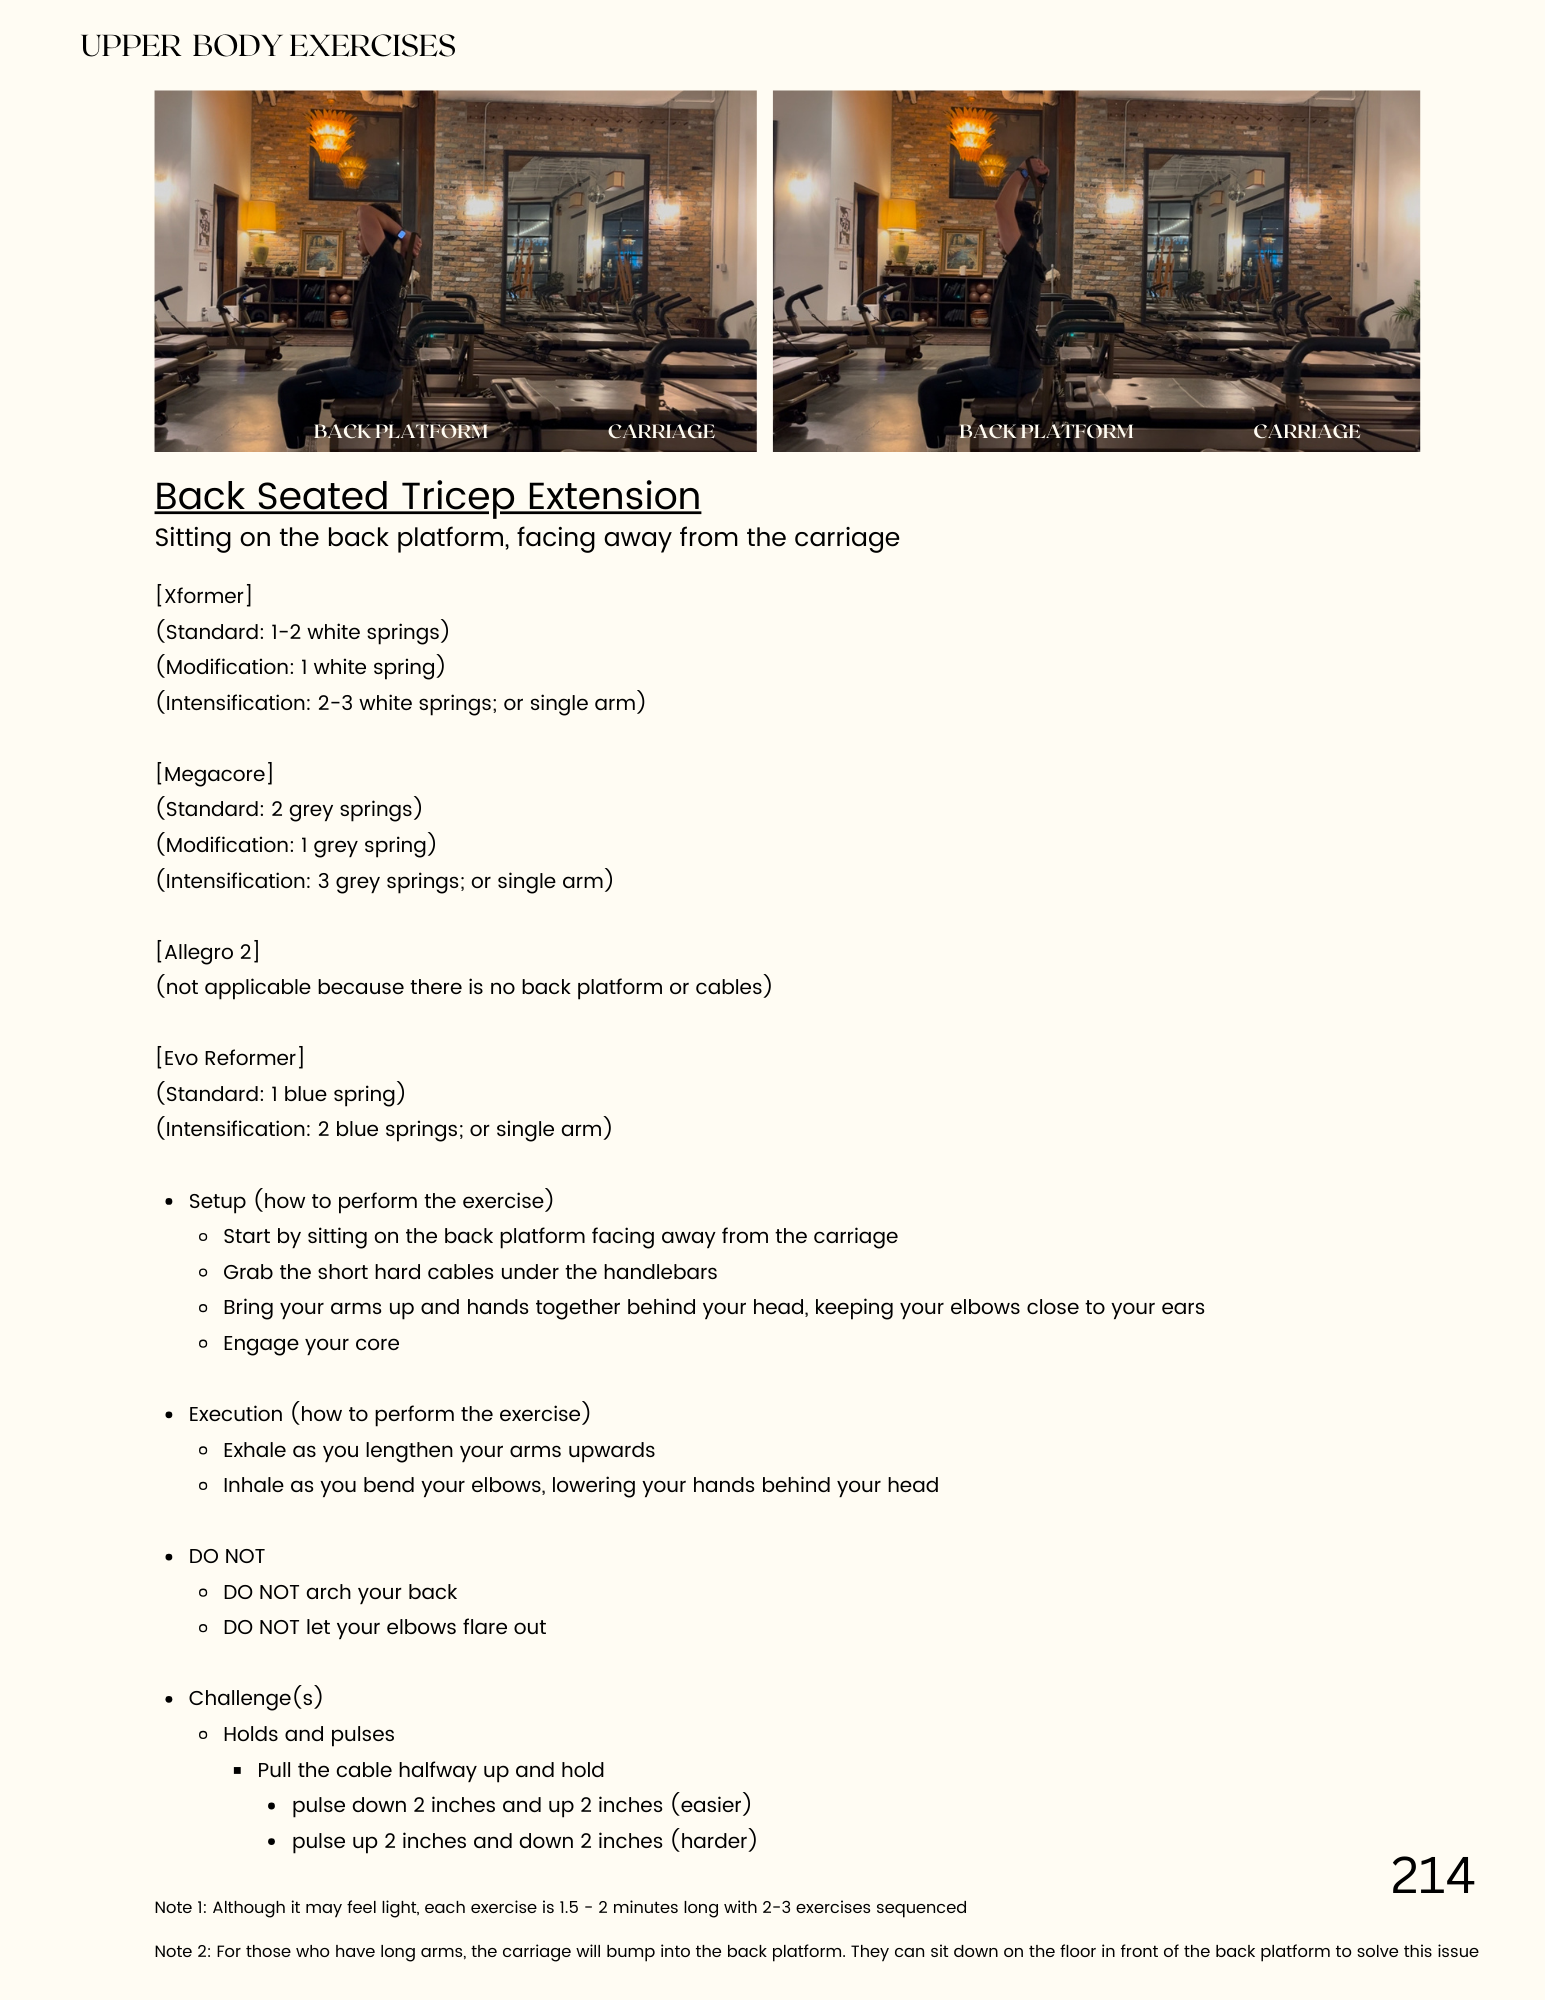 UPPER BODY EXERCISES
BACK PLATFORM
CARRIAGE
BACK PLATFORM
CARRIAGE
Back Seated Tricep Extension
Sitting on the back platform, facing away from the carriage
[Xformer]
(Standard: 1-2 white springs)
(Modification: 1 white spring)
(Intensification: 2-3 white springs; or single arm)
[Megacore]
(Standard: 2 grey springs)
(Modification: 1 grey spring)
(Intensification: 3 grey springs; or single arm)
[Allegro 2]
(not applicable because there is no back platform or cables)
[Evo Reformer]
(Standard: 1 blue spring)
(Intensification: 2 blue springs; or single arm)
• Setup (how to perform the exercise)
◦ Start by sitting on the back platform facing away from the carriage
◦ Grab the short hard cables under the handlebars
◦ Bring your arms up and hands together behind your head, keeping your elbows close to your ears
◦ Engage your core
• Execution (how to perform the exercise)
◦ Exhale as you lengthen your arms upwards
◦ Inhale as you bend your elbows, lowering your hands behind your head
• DO NOT
◦ DO NOT arch your back
◦ DO NOT let your elbows flare out
• Challenge(s)
◦ Holds and pulses
▪ Pull the cable halfway up and hold
• pulse down 2 inches and up 2 inches (easier)
• pulse up 2 inches and down 2 inches (harder)
214
Note 1: Although it may feel light, each exercise is 1.5 - 2 minutes long with 2-3 exercises sequenced
Note 2: For those who have long arms, the carriage will bump into the back platform. They can sit down on the floor in front of the back platform to solve this issue